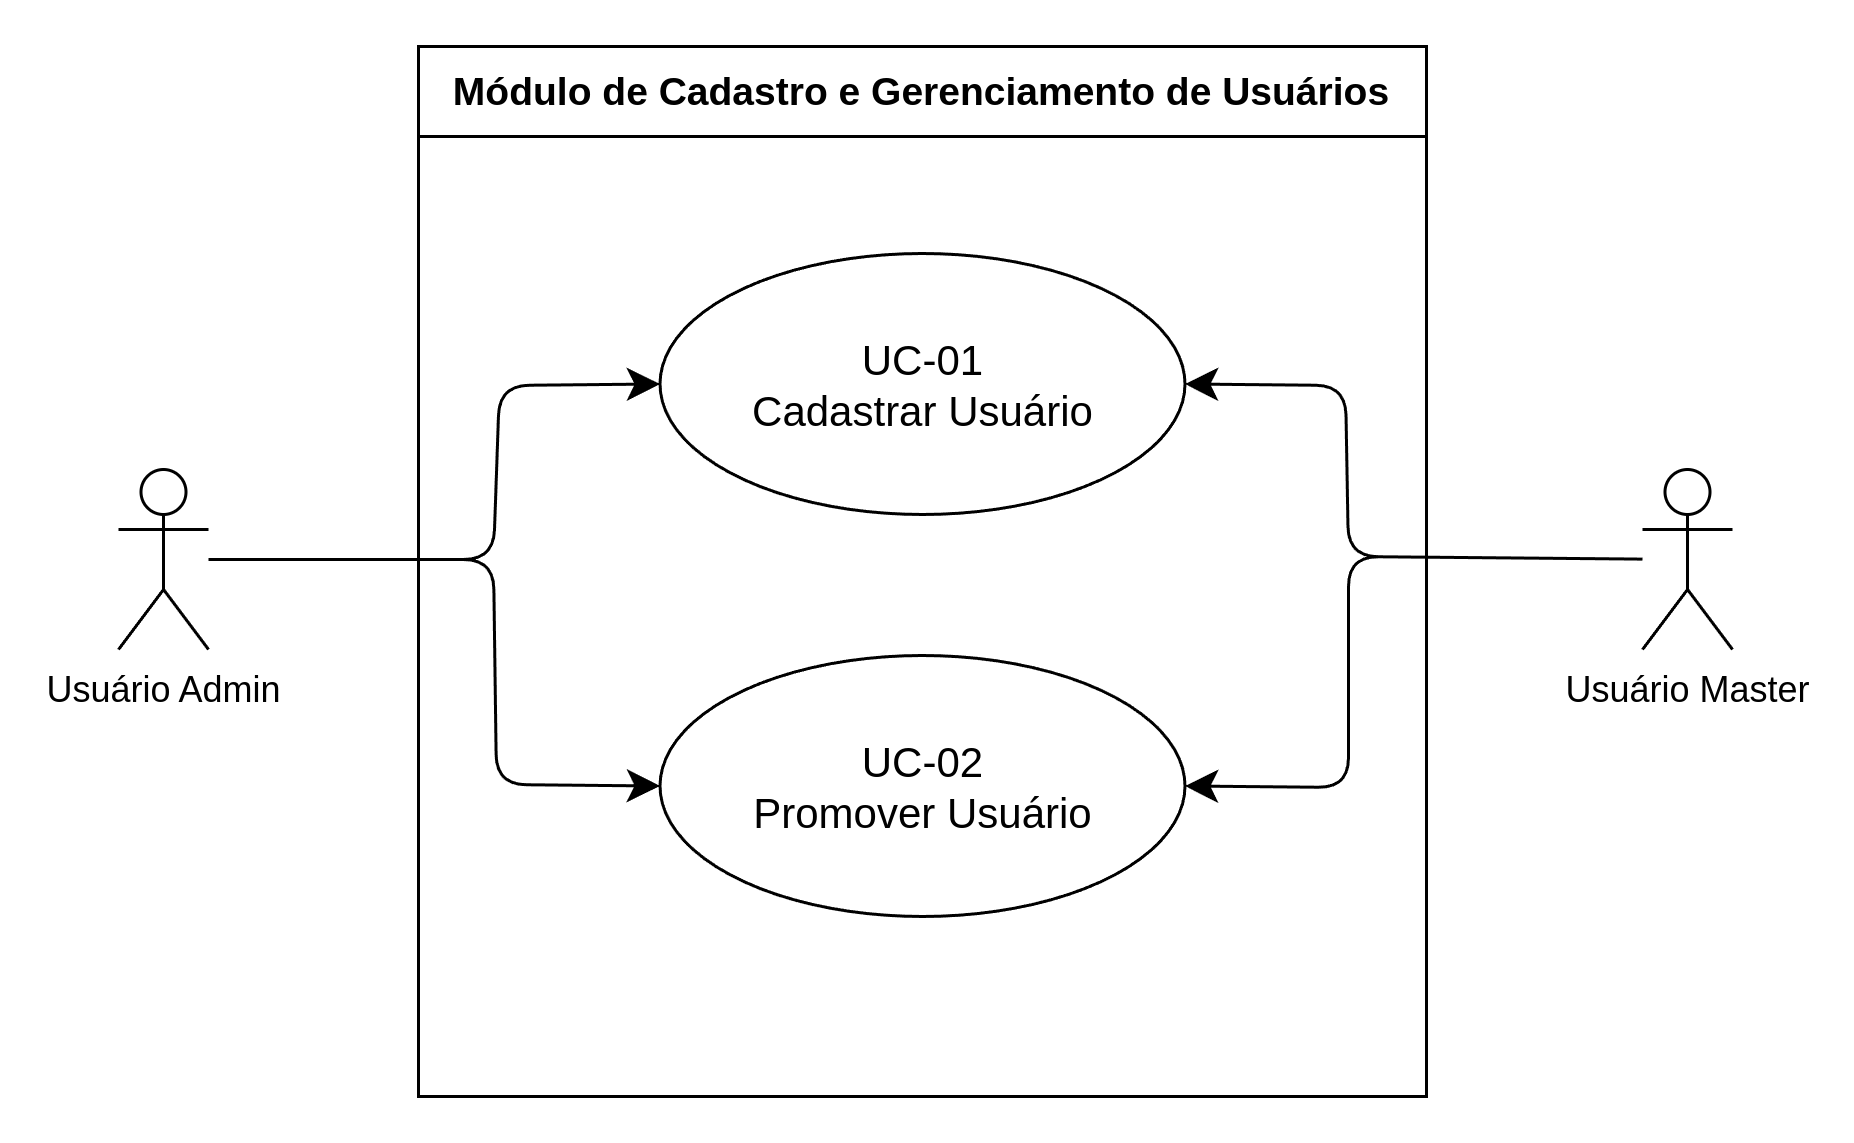 Módulo de Cadastro e Gerenciamento de Usuários
UC-01
Cadastrar Usuário
Usuário Admin
Usuário Master
UC-02
Promover Usuário